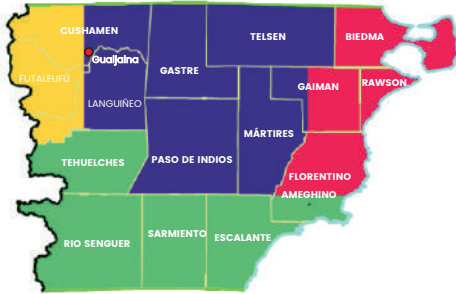 CUSHAMEN
TELSEN
BIEDMA
Gualjaina
GASTRE
FUTALEUFÚ
GAIMAN
RAWSON
LANGUIÑEO
MÁRTIRES
TEHUELCHES
PASO DE INDIOS
FLORENTINO
AMEGHINO
RIO SENGUER
SARMIENTO
ESCALANTE